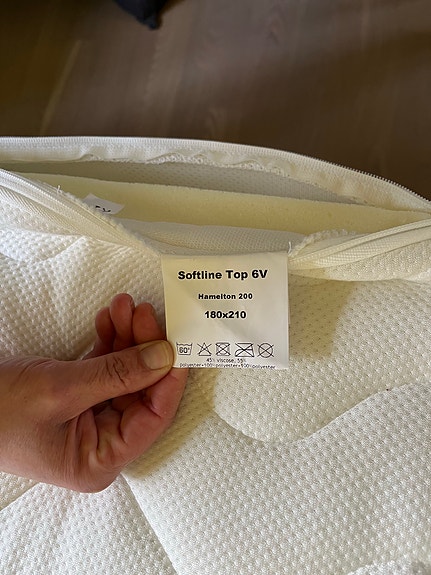 Softline Top 6V
Hamelton 200
180x210
60°
45% viscose, 55%
polyester+100%polyester+100%polyester